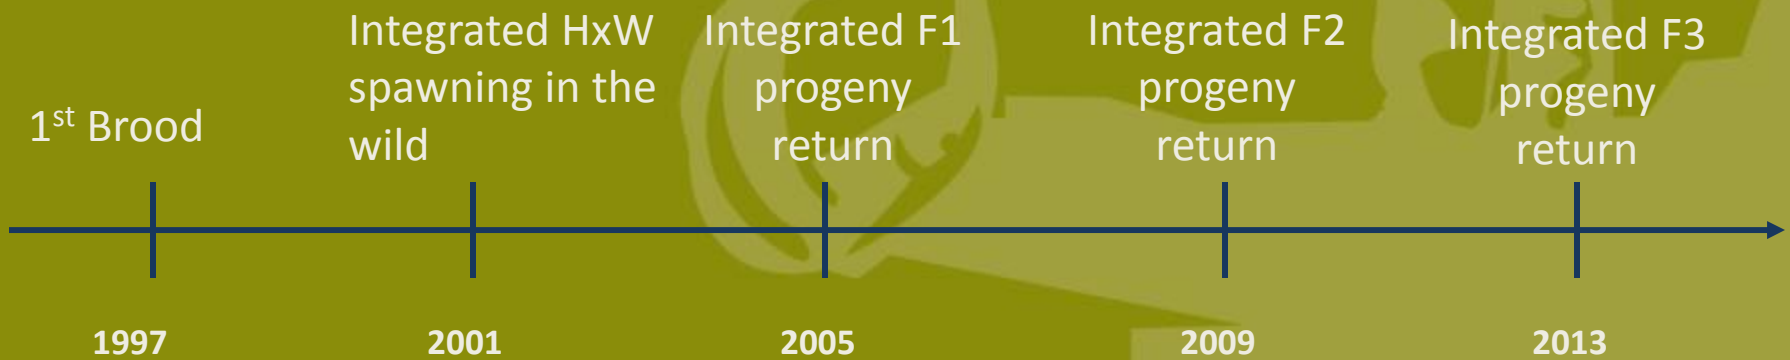 1st Brood
Integrated HxW
spawning in the
wild
Integrated F1
progeny
return
Integrated F2
progeny
return
Integrated F3
progeny
return
1997
2001
2005
2009
2013